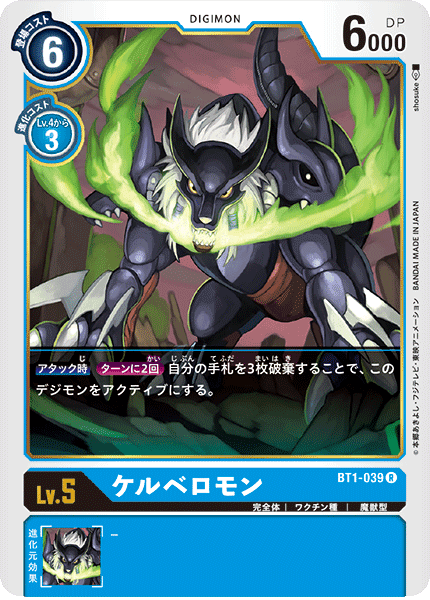 登場コスト
6
DIGIMON
6000
DP
進化コスト
Lv.4から
3
shosuke
©本郷あきよし・フジテレビ・東映アニメーション BANDAI MADE IN JAPAN
アタック時 ターンに2回 自分の手札を3枚破棄することで、この
デジモンをアクティブにする。
BT1-039 R
Lv.5 ケルベロモン
完全体 | ワクチン種 | 魔獣型
進化元効果
−